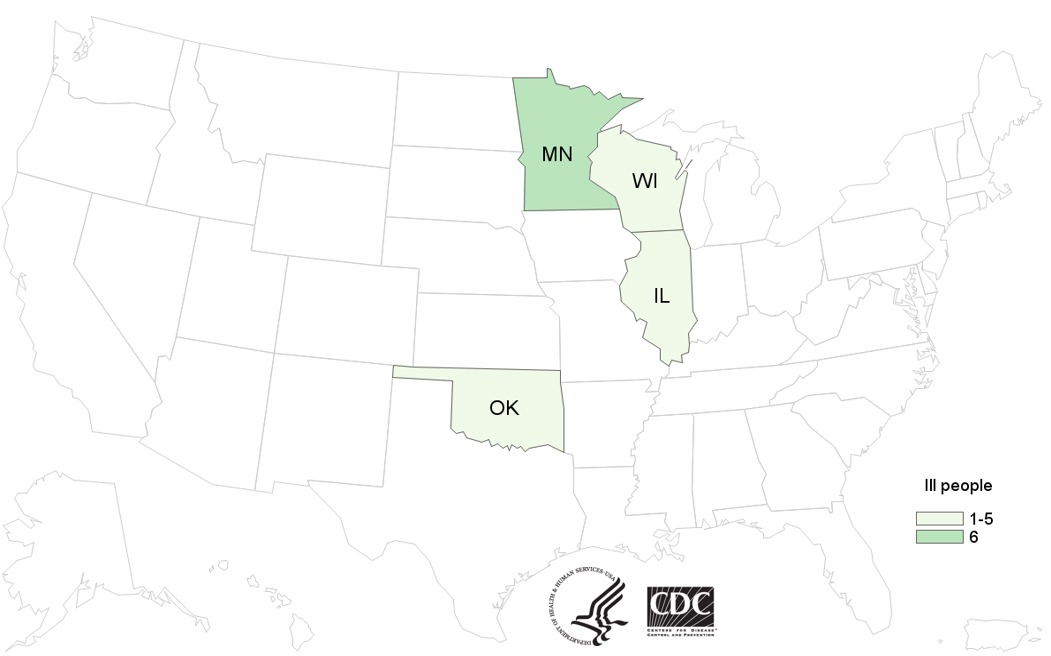 MN
WI
IL
OK
Ill people
1-5
6
DEPARTMENT OF HEALTH & HUMAN SERVICES·USA
CDC
CENTERS FOR DISEASE
CONTROL AND PREVENTION